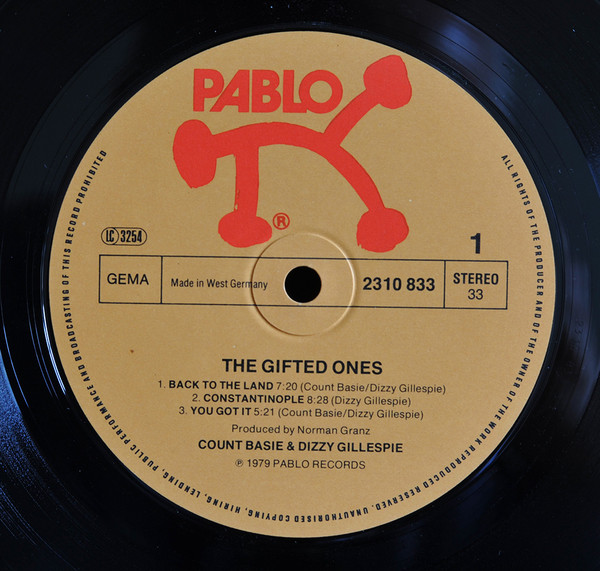 PABLO
®
LC 3254
1
GEMA
Made in West Germany
2310 833
STEREO
33
THE GIFTED ONES
1. BACK TO THE LAND 7:20 (Count Basie/Dizzy Gillespie)
2. CONSTANTINOPLE 8:28 (Dizzy Gillespie)
3. YOU GOT IT 5:21 (Count Basie/Dizzy Gillespie)
Produced by Norman Granz
COUNT BASIE & DIZZY GILLESPIE
℗ 1979 PABLO RECORDS
ALL RIGHTS OF THE PRODUCER AND OF THE OWNER OF THE WORK REPRODUCED RESERVED. UNAUTHORISED COPYING, HIRING, LENDING, PUBLIC PERFORMANCE AND BROADCASTING OF THIS RECORD PROHIBITED